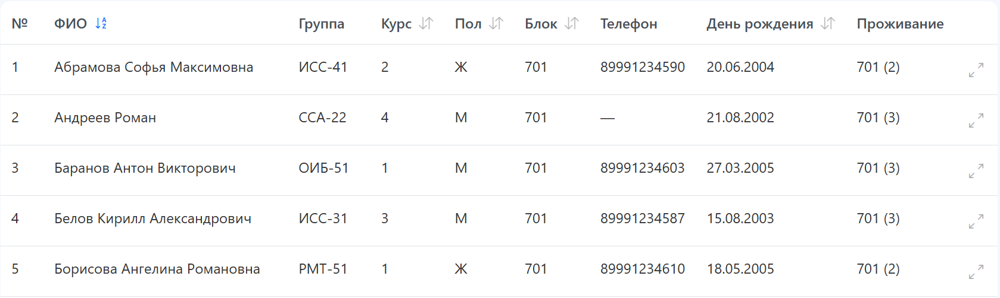 № ФИО Группа Курс Пол Блок Телефон День рождения Проживание
1 Абрамова Софья Максимовна ИСС-41 2 Ж 701 89991234590 20.06.2004 701 (2)
2 Андреев Роман ССА-22 4 М 701 — 21.08.2002 701 (3)
3 Баранов Антон Викторович ОИБ-51 1 М 701 89991234603 27.03.2005 701 (3)
4 Белов Кирилл Александрович ИСС-31 3 М 701 89991234587 15.08.2003 701 (3)
5 Борисова Ангелина Романовна РМТ-51 1 Ж 701 89991234610 18.05.2005 701 (2)